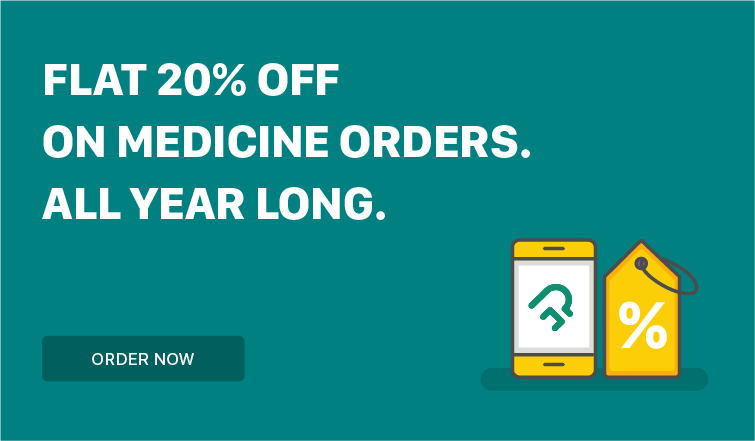 FLAT 20% OFF
ON MEDICINE ORDERS.
ALL YEAR LONG.
%
ORDER NOW